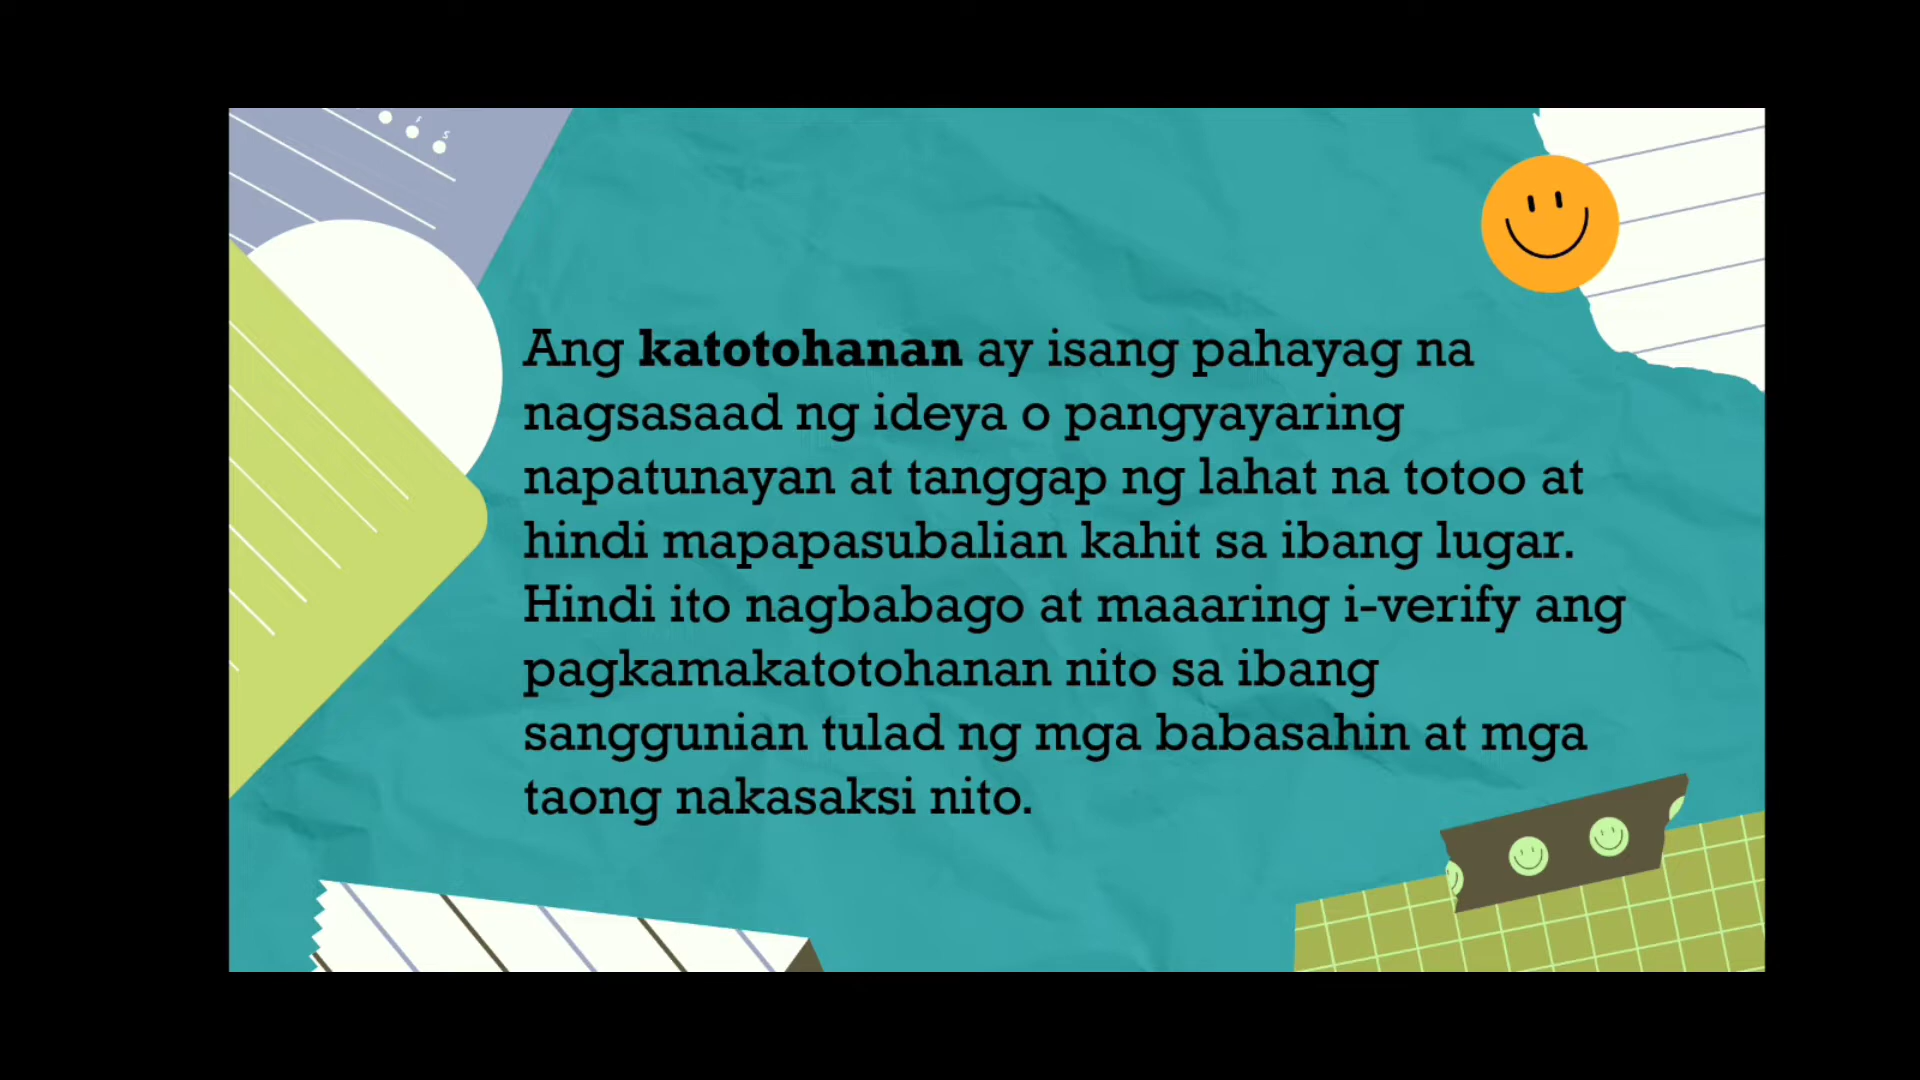 Ang katotohanan ay isang pahayag na
nagsasaad ng ideya o pangyayaring
napatunayan at tanggap ng lahat na totoo at
hindi mapapasubalian kahit sa ibang lugar.
Hindi ito nagbabago at maaaring i-verify ang
pagkamakatotohanan nito sa ibang
sanggunian tulad ng mga babasahin at mga
taong nakasaksi nito.